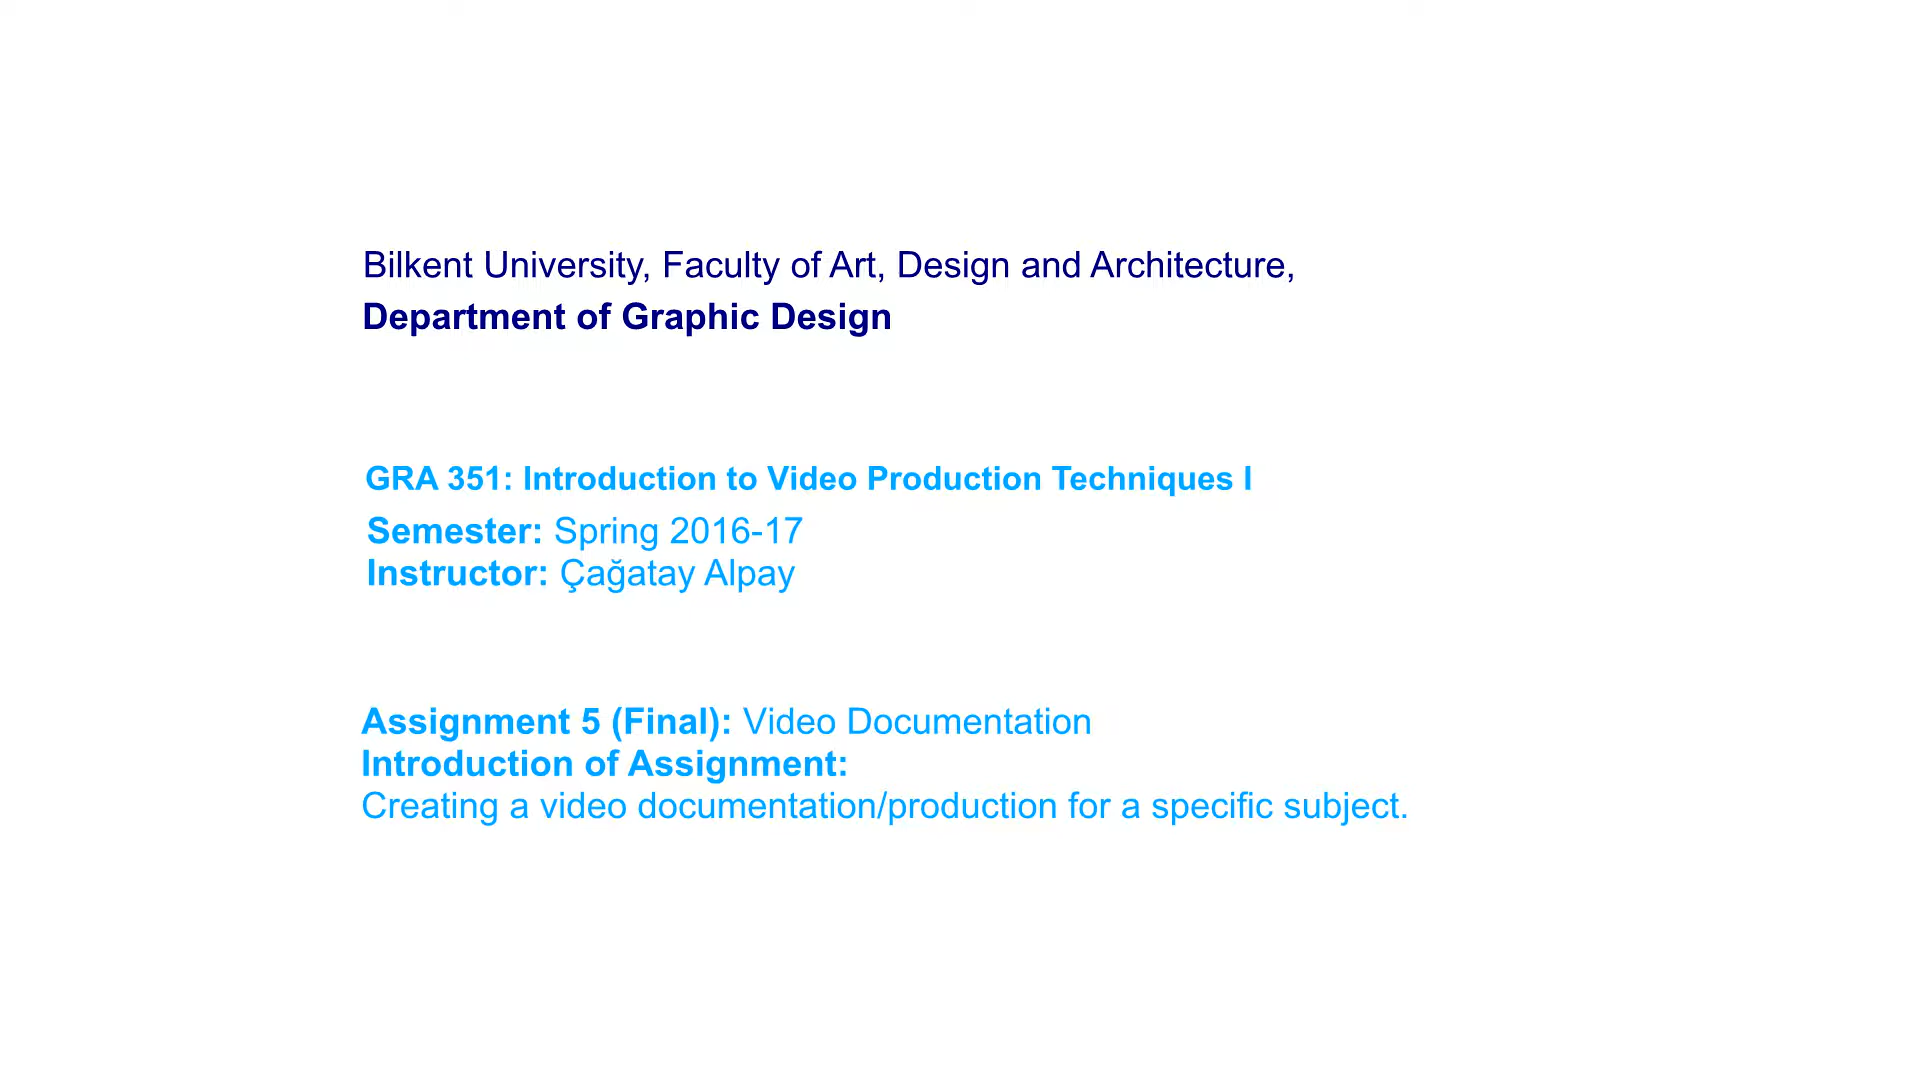 Bilkent University, Faculty of Art, Design and Architecture,
Department of Graphic Design
GRA 351: Introduction to Video Production Techniques I
Semester: Spring 2016-17
Instructor: Çağatay Alpay
Assignment 5 (Final): Video Documentation
Introduction of Assignment:
Creating a video documentation/production for a specific subject.